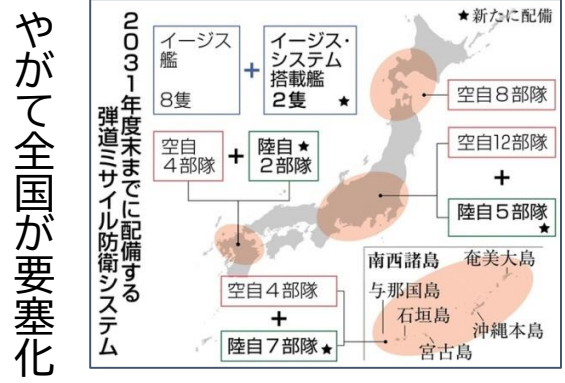 やがて全国が要塞化
2031年度末までに配備する
弾道ミサイル防衛システム
★新たに配備
イージス
艦
8隻
+
イージス・
システム
搭載艦
2隻 ★
空自8部隊
空自
4部隊
+
陸自★
2部隊
空自12部隊
+
陸自5部隊
★
南西諸島
奄美大島
与那国島
石垣島
宮古島
沖縄本島
空自4部隊
+
陸自7部隊★